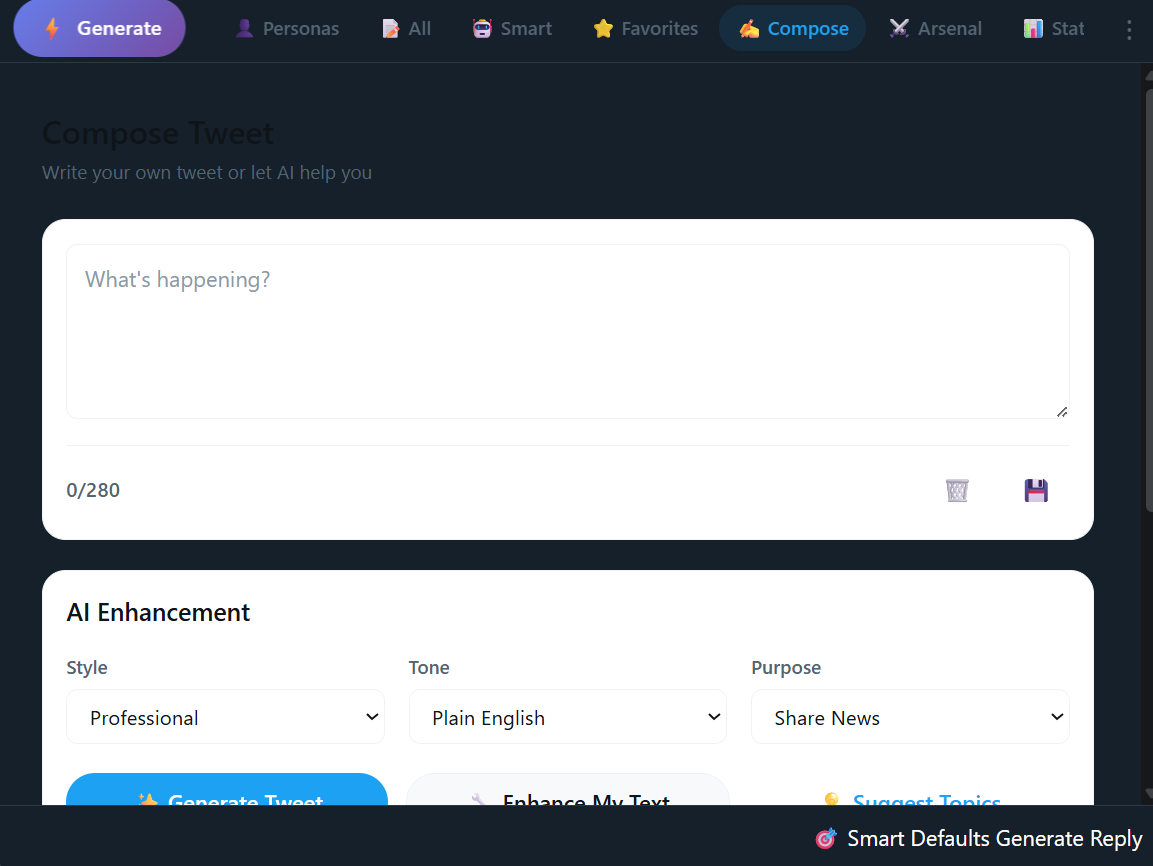 Generate Personas All Smart Favorites Compose Arsenal Stat
Compose Tweet
Write your own tweet or let AI help you
What's happening?
0/280
AI Enhancement
Style Tone Purpose
Professional Plain English Share News
Generate Tweet Enhance My Text Suggest Topics
Smart Defaults Generate Reply